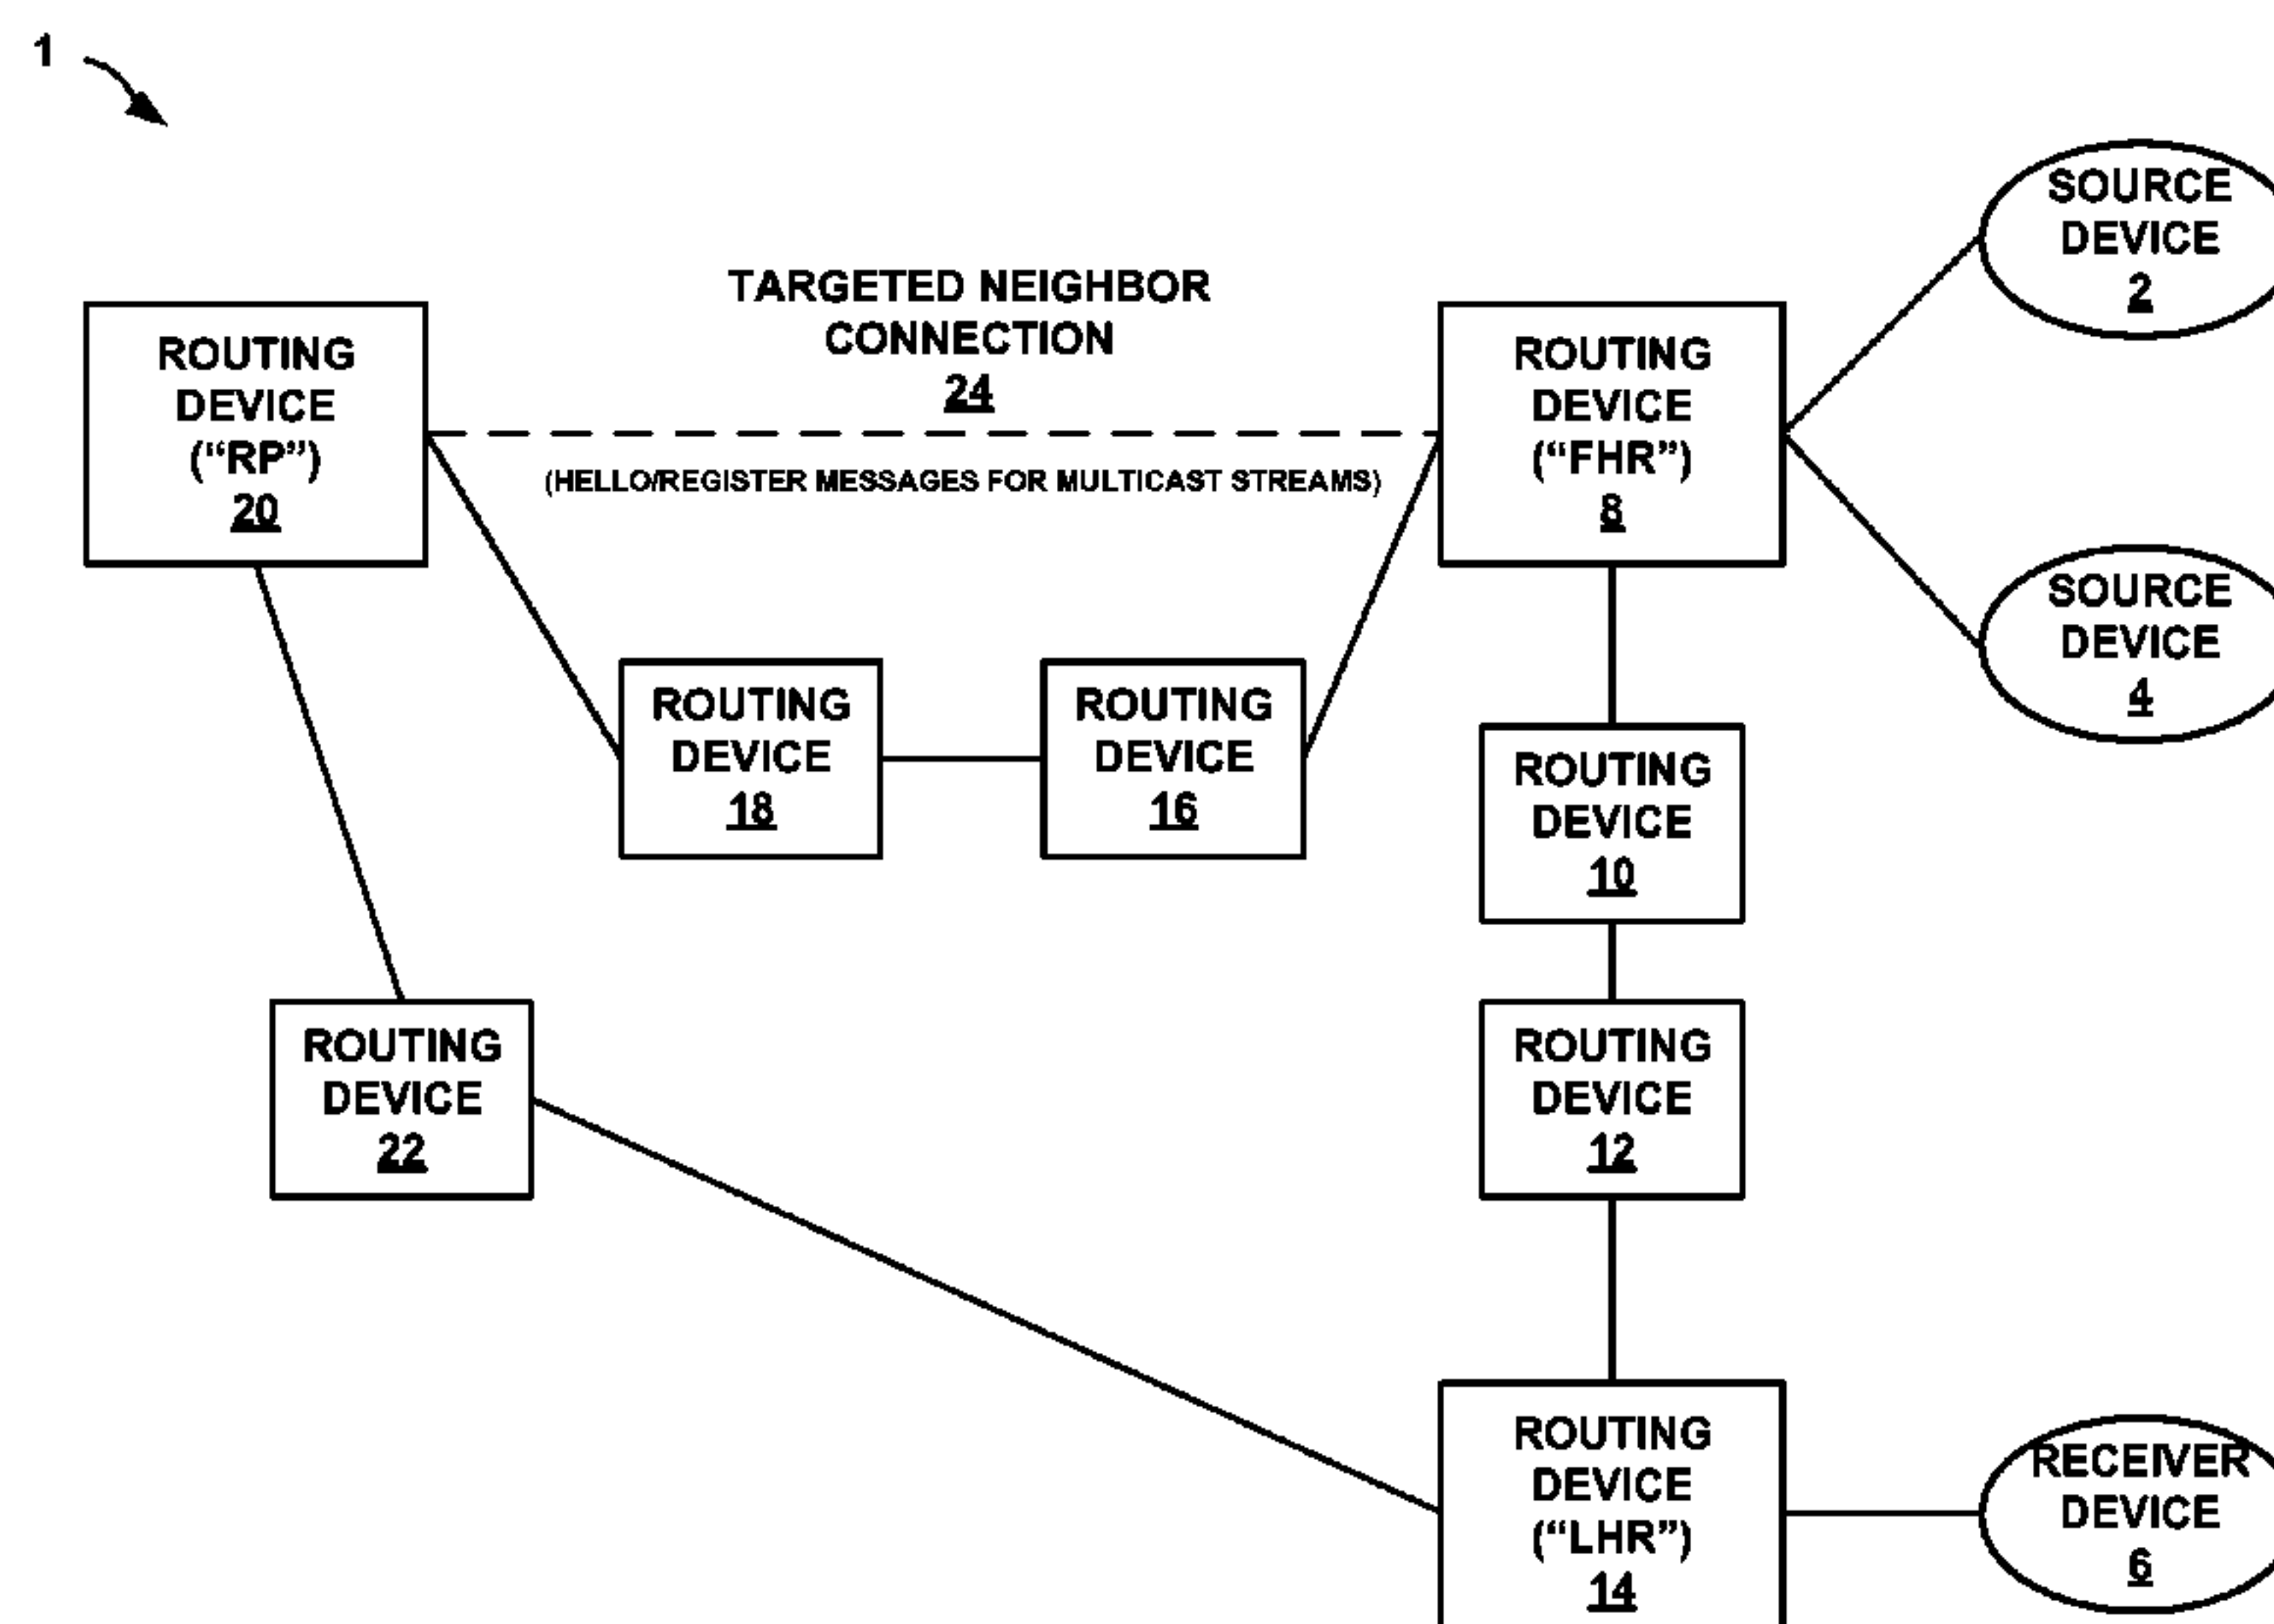 1
SOURCE
DEVICE
2
TARGETED NEIGHBOR
CONNECTION
24
(HELLO/REGISTER MESSAGES FOR MULTICAST STREAMS)
ROUTING
DEVICE
(“RP”)
20
ROUTING
DEVICE
(“FHR”)
8
SOURCE
DEVICE
4
ROUTING
DEVICE
18
ROUTING
DEVICE
16
ROUTING
DEVICE
10
ROUTING
DEVICE
22
ROUTING
DEVICE
12
ROUTING
DEVICE
(“LHR”)
14
RECEIVER
DEVICE
6